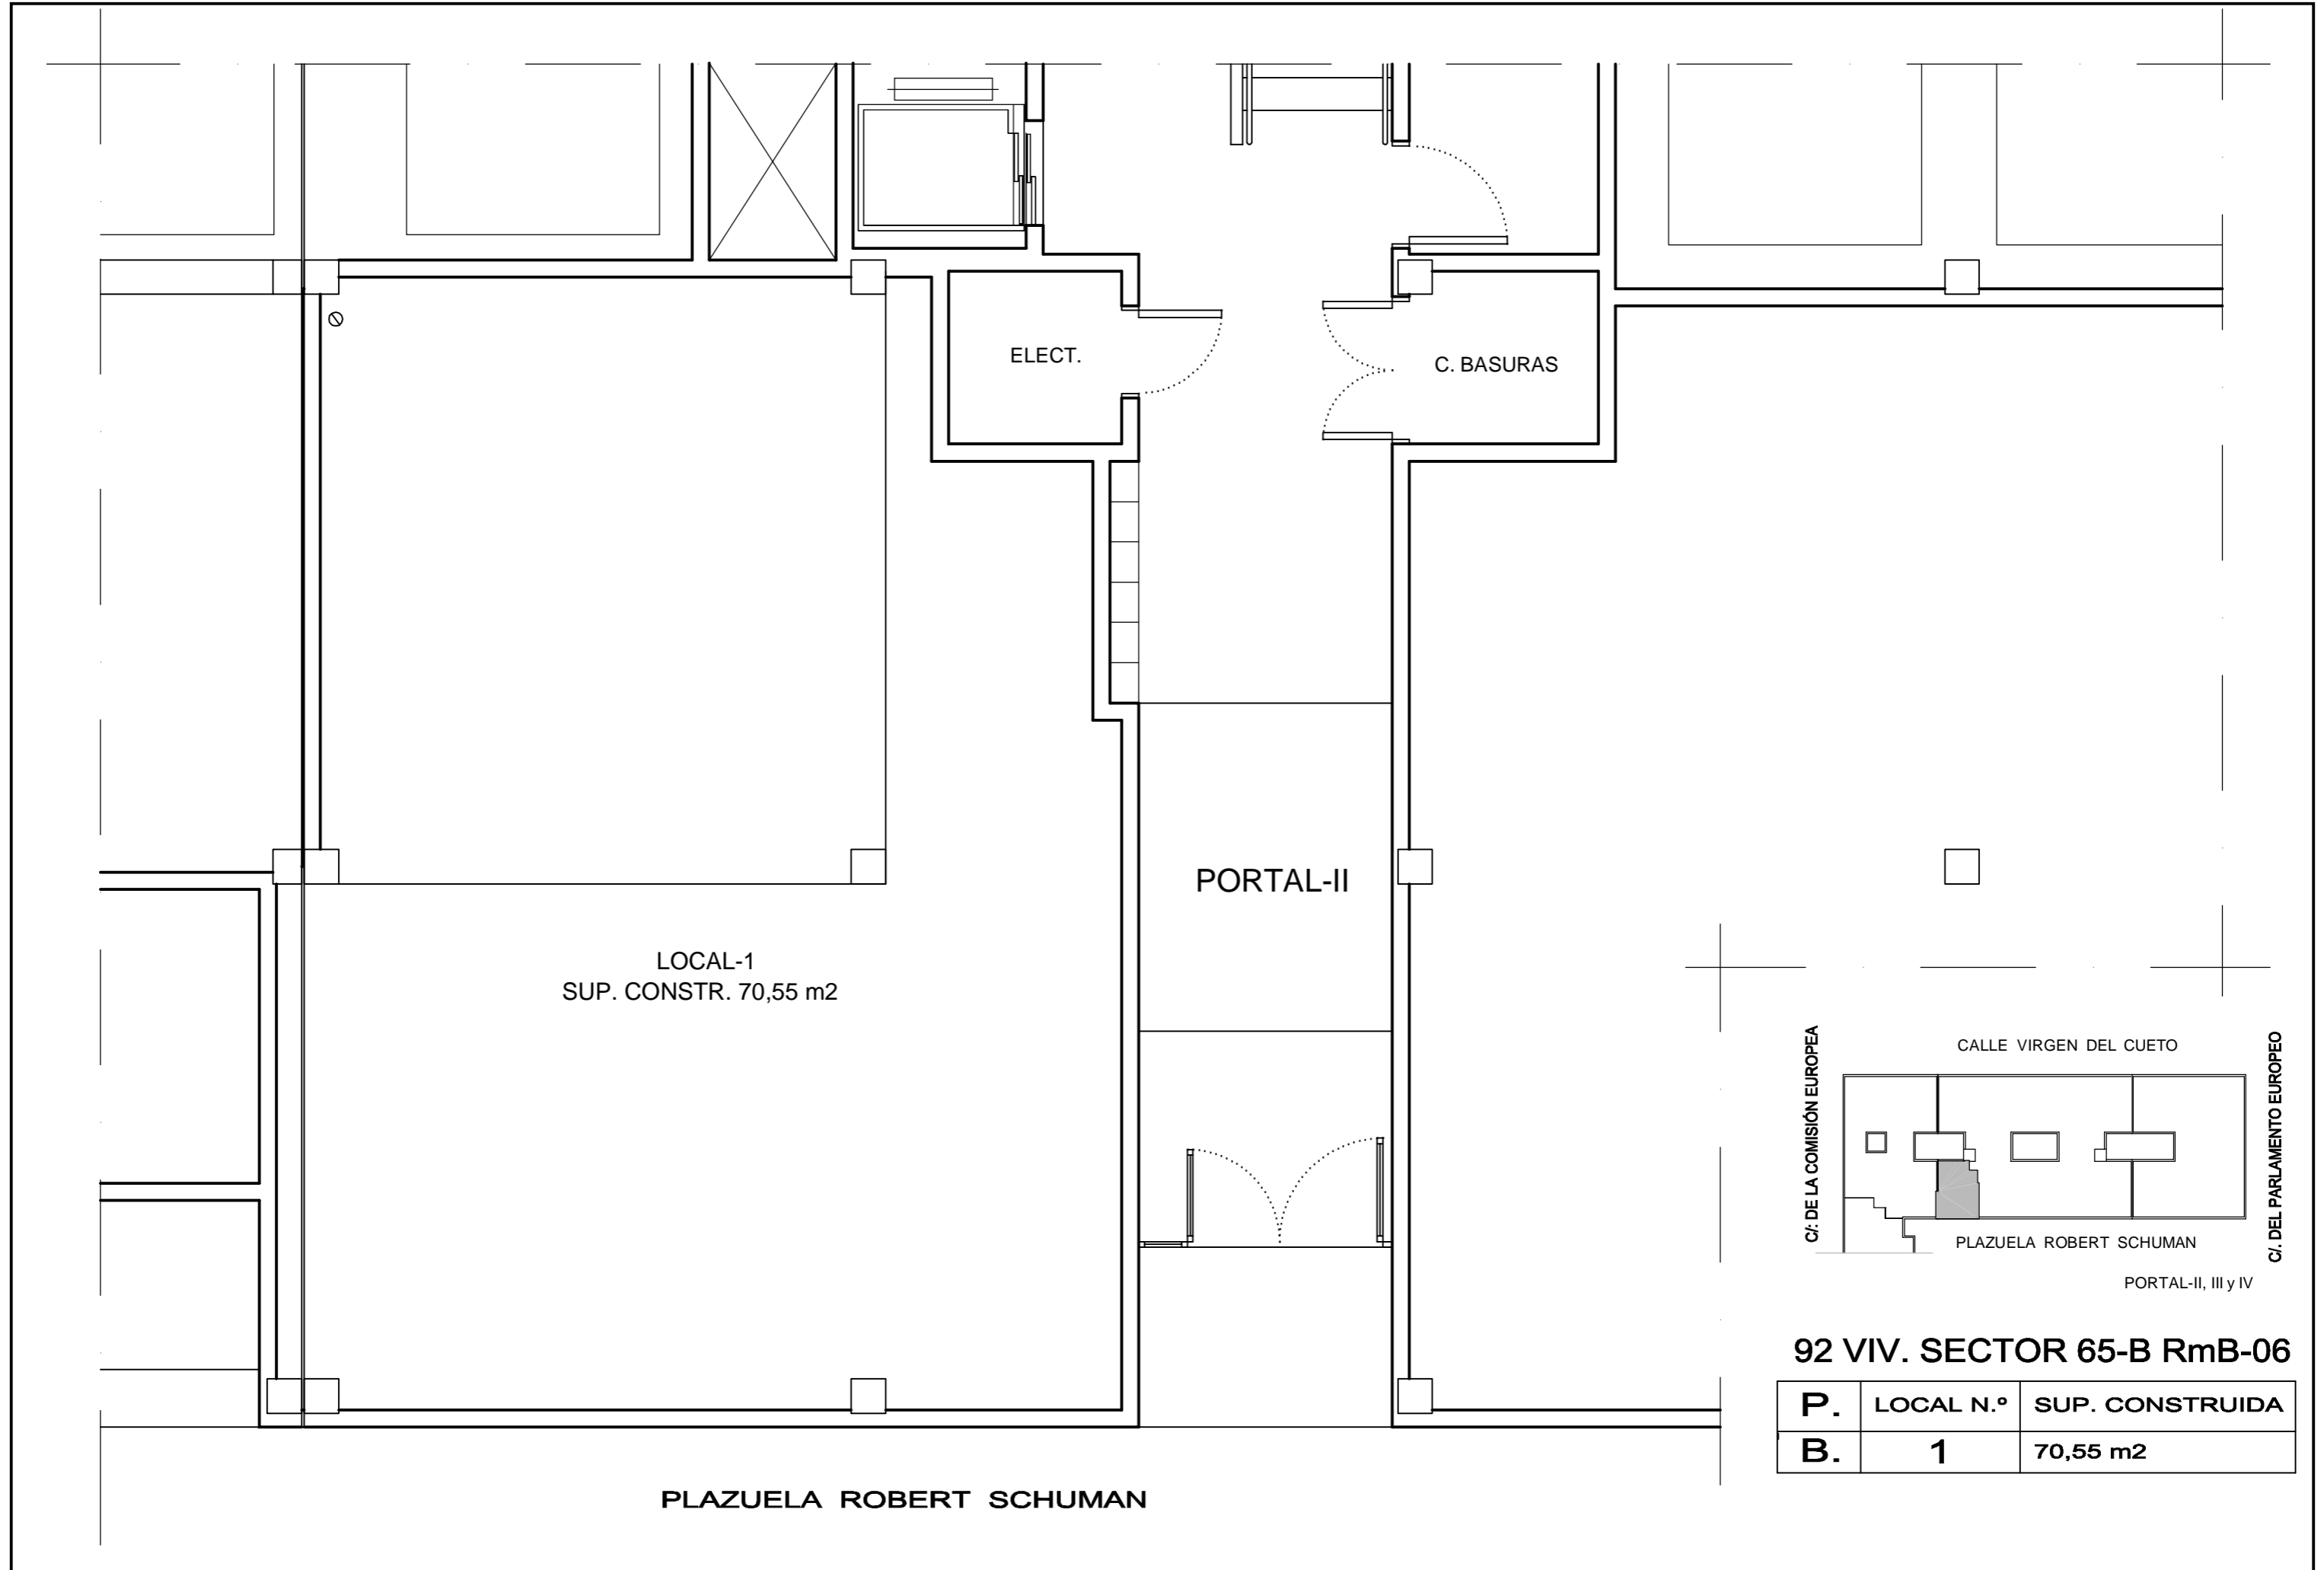 ELECT.
C. BASURAS
PORTAL-II
LOCAL-1
SUP. CONSTR. 70,55 m2
C/: DE LA COMISIÓN EUROPEA
CALLE VIRGEN DEL CUETO
C/. DEL PARLAMENTO EUROPEO
PLAZUELA ROBERT SCHUMAN
PORTAL-II, III y IV
92 VIV. SECTOR 65-B RmB-06
P. LOCAL N.º SUP. CONSTRUIDA
B. 1 70,55 m2
PLAZUELA ROBERT SCHUMAN